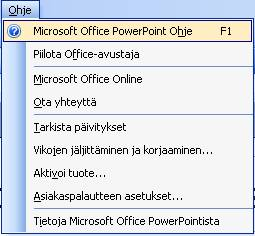 Ohje
Microsoft Office PowerPoint Ohje F1
Piilota Office-avustaja
Microsoft Office Online
Ota yhteyttä
Tarkista päivitykset
Vikojen jäljittäminen ja korjaaminen...
Aktivoi tuote...
Asiakaspalautteen asetukset...
Tietoja Microsoft Office PowerPointista